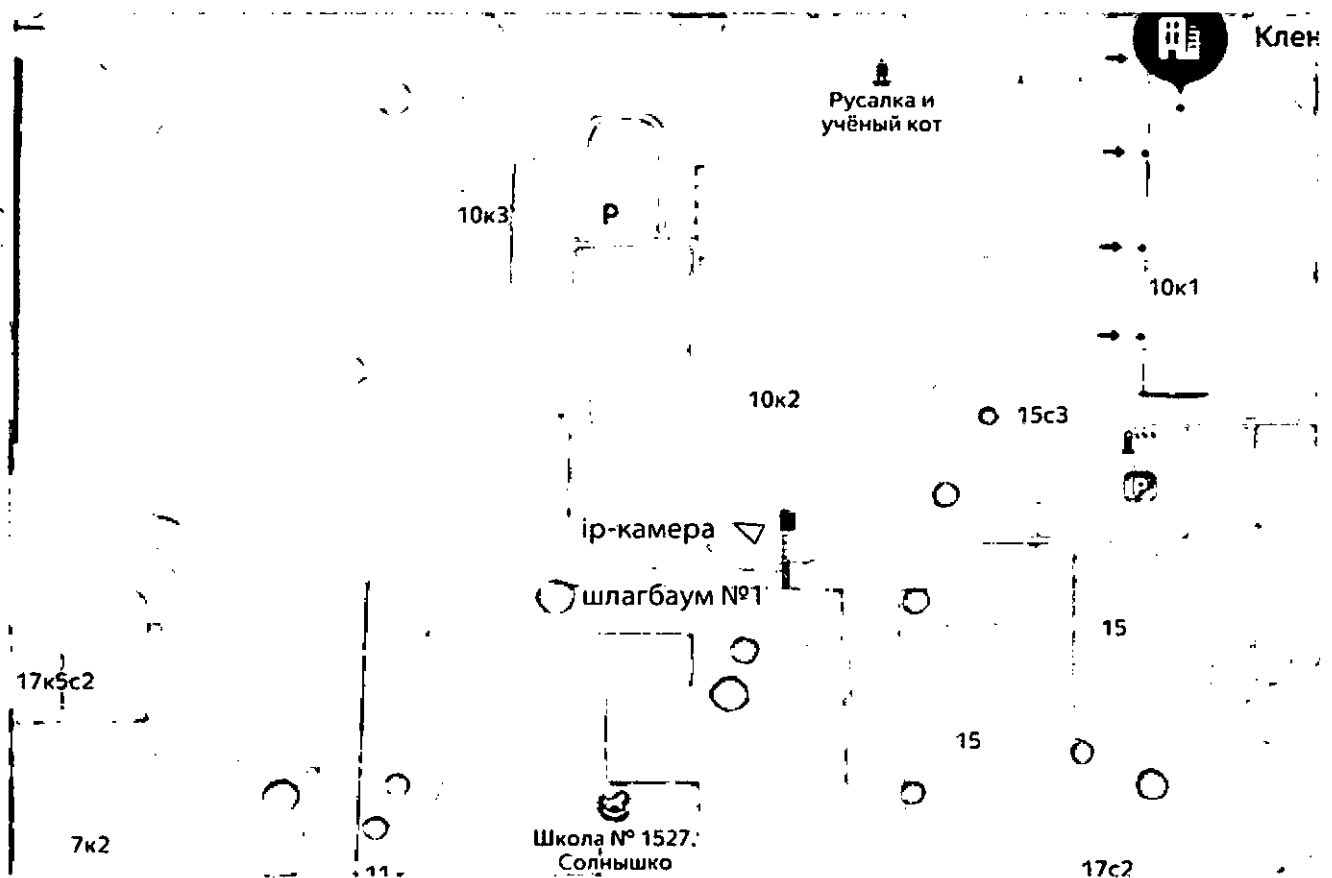 Клен
Русалка и
учёный кот
10к3
P
10к1
10к2
15с3
P
ip-камера
шлагбаум №1
15
17к5с2
15
7к2
Школа № 1527.
Солнышко
11
17с2